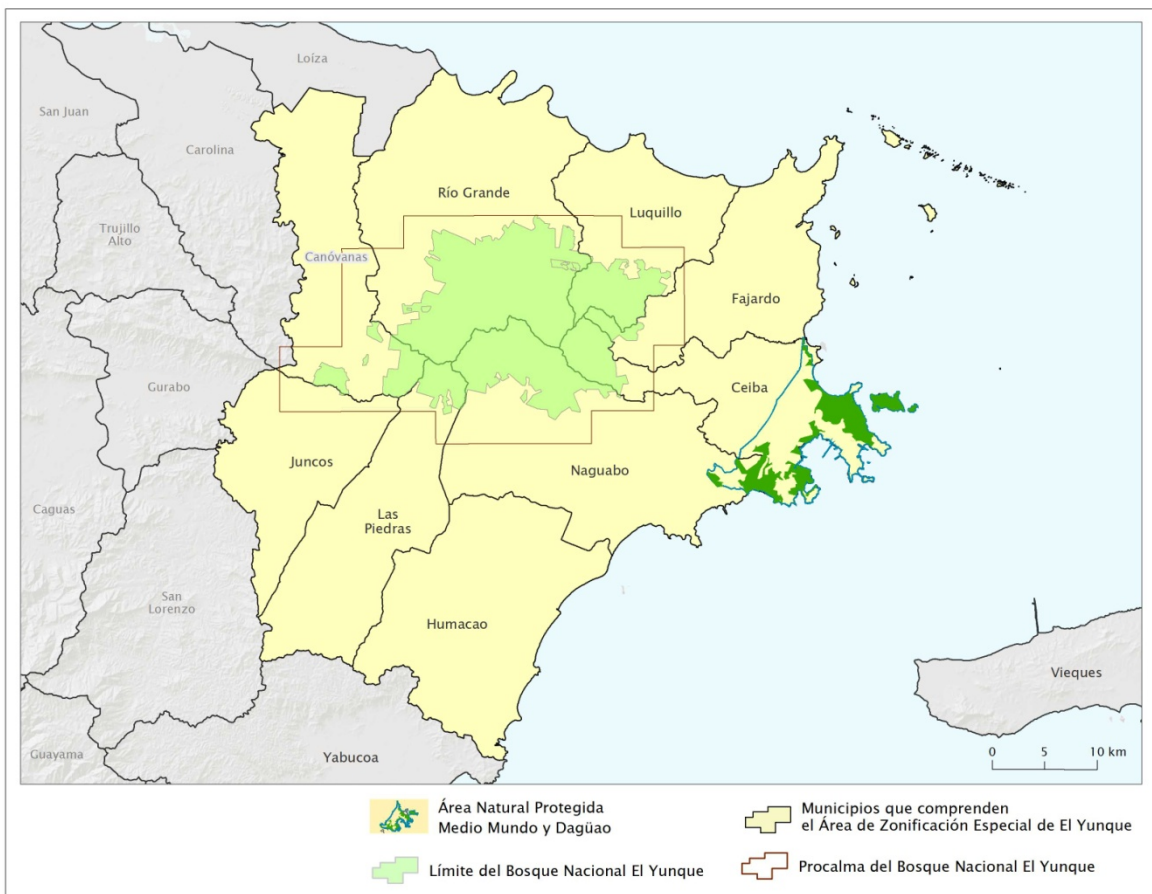 Loíza
San Juan
Carolina
Río Grande
Luquillo
Trujillo
Alto
Canóvanas
Fajardo
Gurabo
Ceiba
Juncos
Naguabo
Caguas
Las
Piedras
San
Lorenzo
Humacao
Vieques
Guayama
Yabucoa
0 5 10 km
Área Natural Protegida
Medio Mundo y Dagüao
Municipios que comprenden
el Área de Zonificación Especial de El Yunque
Límite del Bosque Nacional El Yunque
Procalma del Bosque Nacional El Yunque